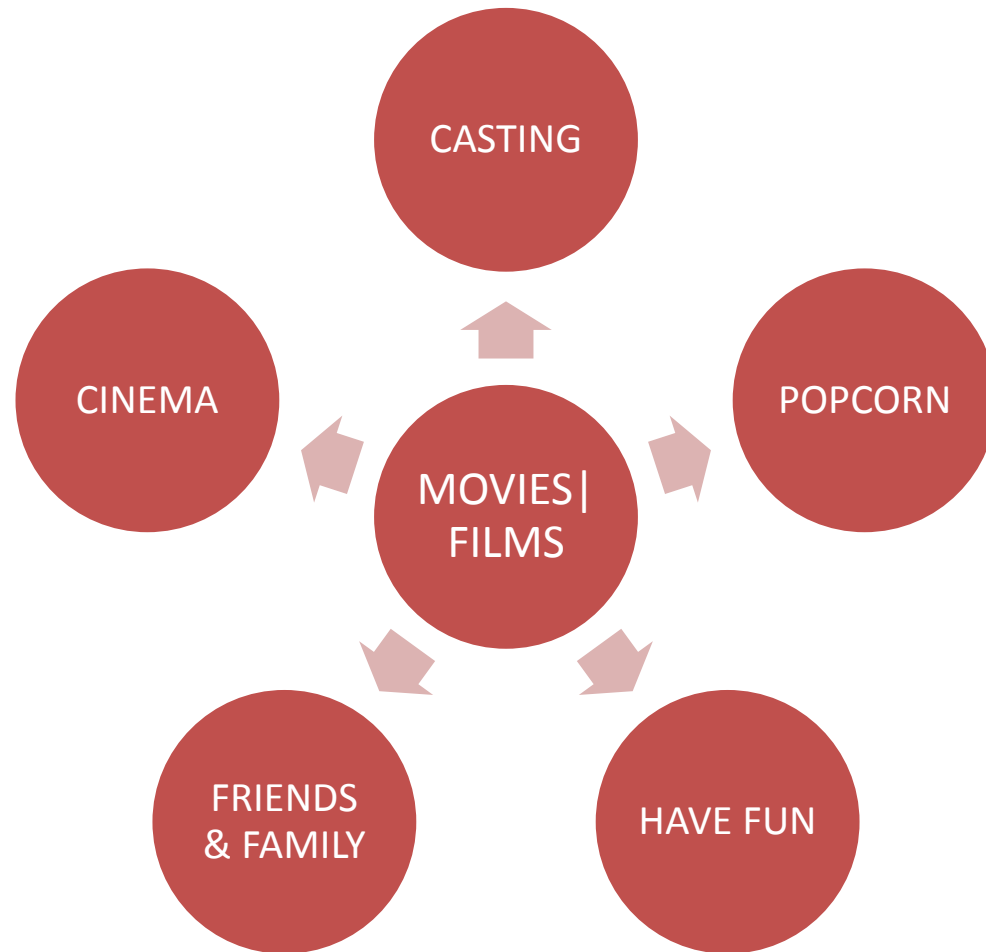 CASTING
CINEMA
POPCORN
MOVIES|
FILMS
FRIENDS
& FAMILY
HAVE FUN